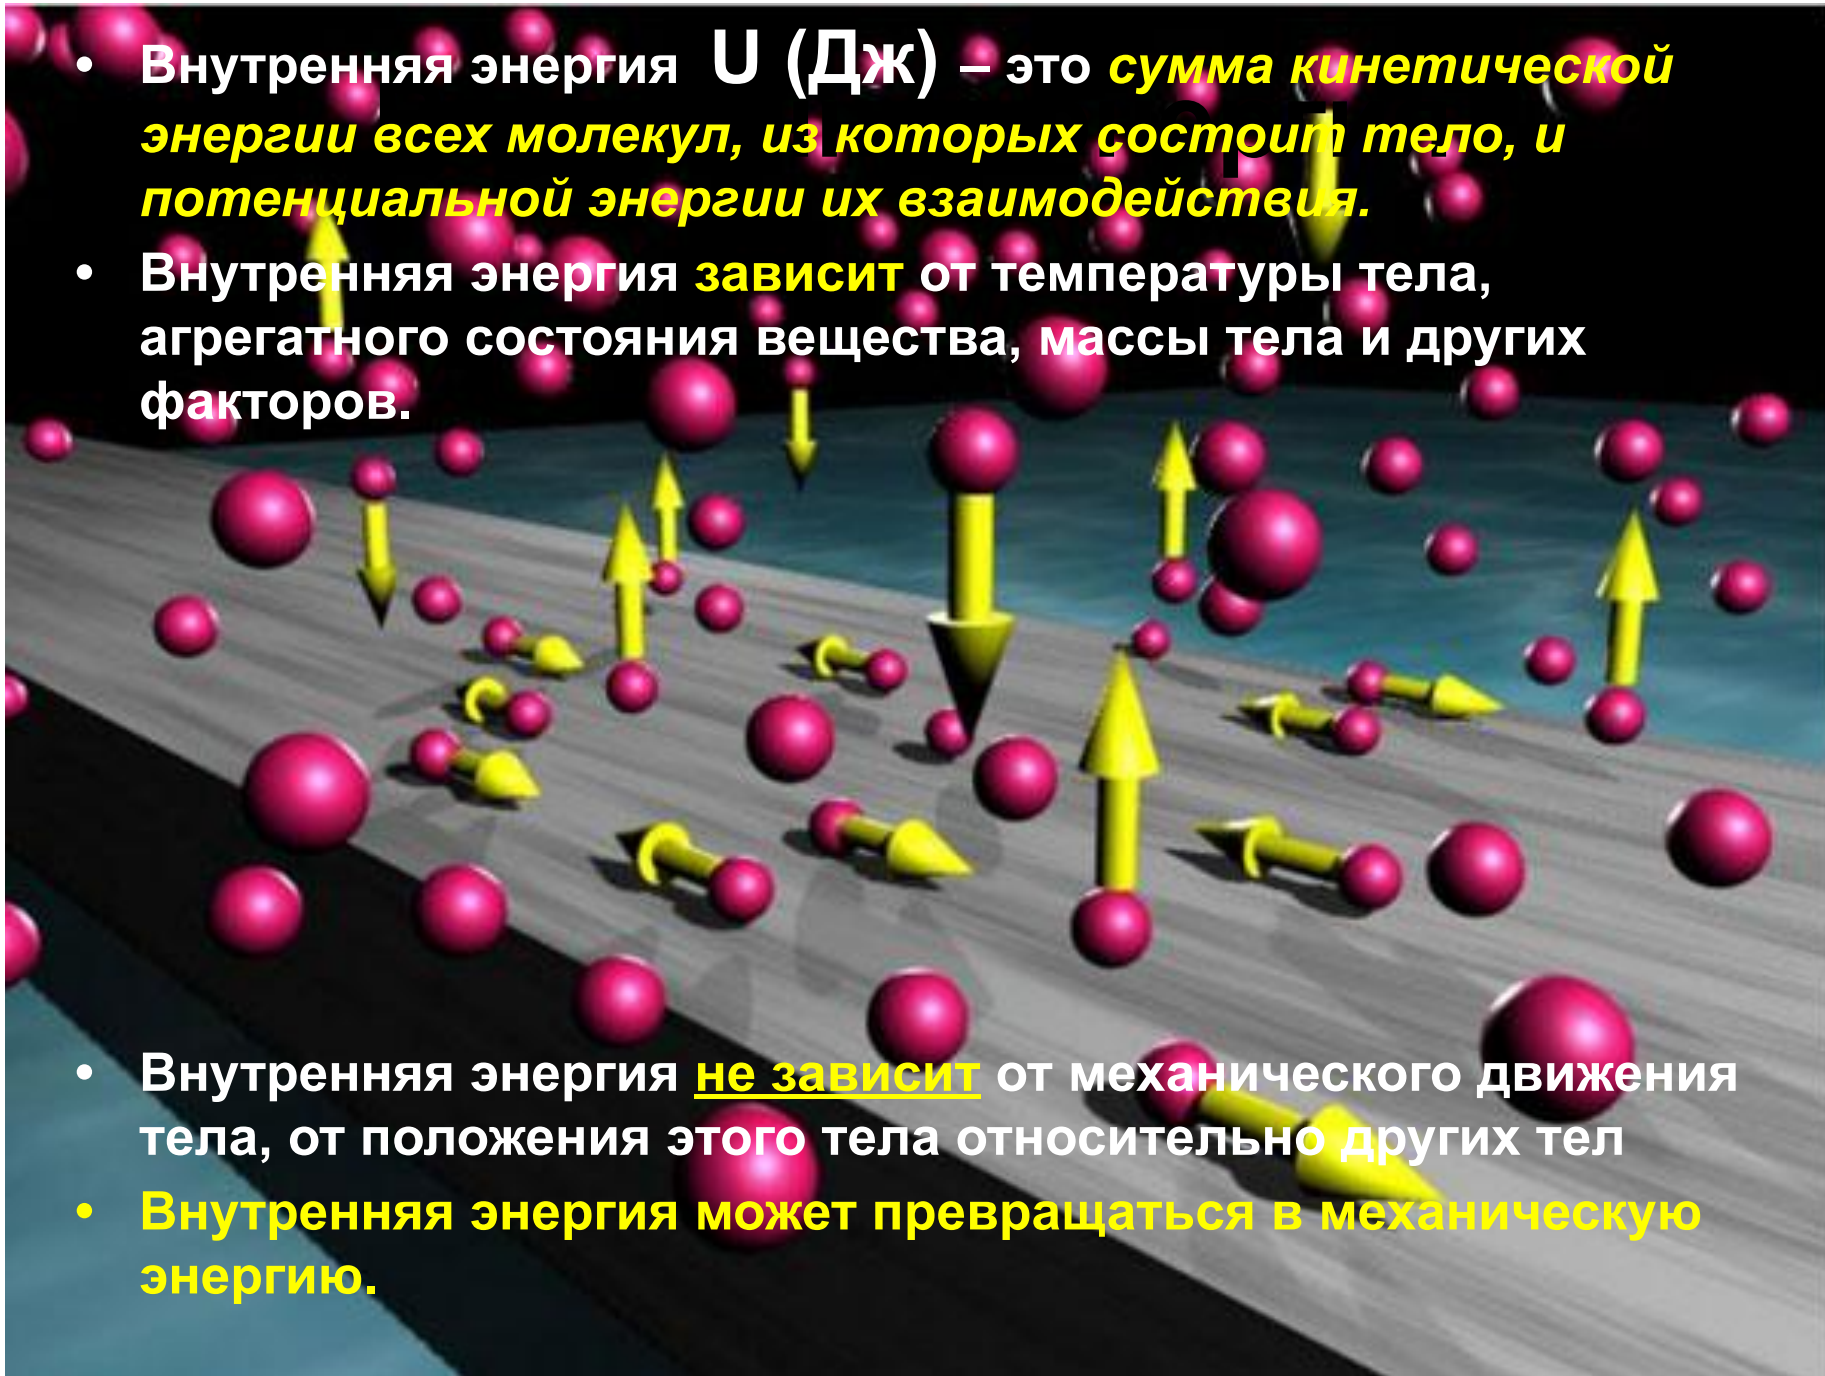 • Внутренняя энергия U (Дж) – это сумма кинетической
энергии всех молекул, из которых состоит тело, и
потенциальной энергии их взаимодействия.
• Внутренняя энергия зависит от температуры тела,
агрегатного состояния вещества, массы тела и других
факторов.
• Внутренняя энергия не зависит от механического движения
тела, от положения этого тела относительно других тел
• Внутренняя энергия может превращаться в механическую
энергию.